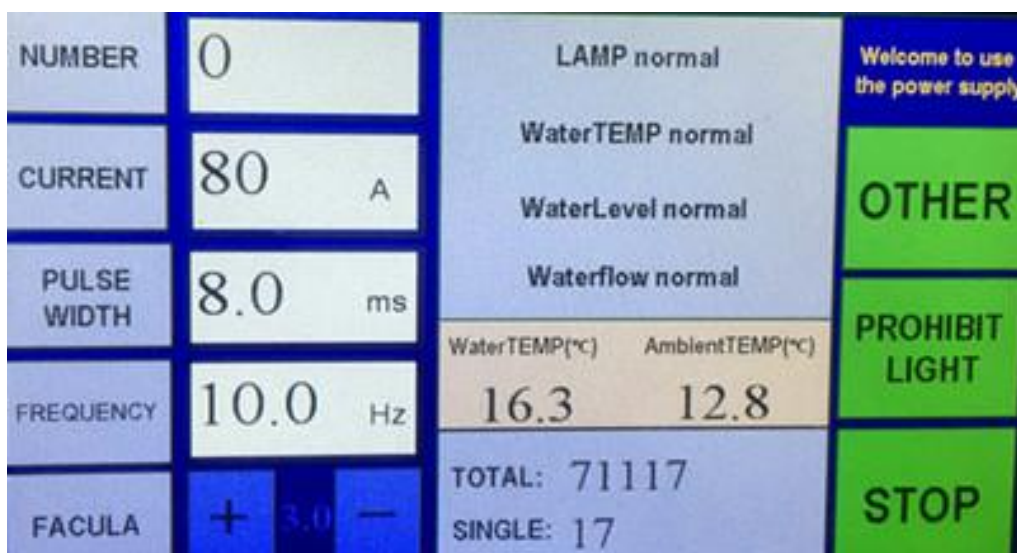 NUMBER
0
CURRENT
80 A
PULSE
WIDTH
8.0 ms
FREQUENCY
10.0 Hz
FACULA
+ 3.0 −
LAMP normal
WaterTEMP normal
WaterLevel normal
Waterflow normal
WaterTEMP(℃) AmbientTEMP(℃)
16.3 12.8
TOTAL: 71117
SINGLE: 17
Welcome to use
the power supply
OTHER
PROHIBIT
LIGHT
STOP